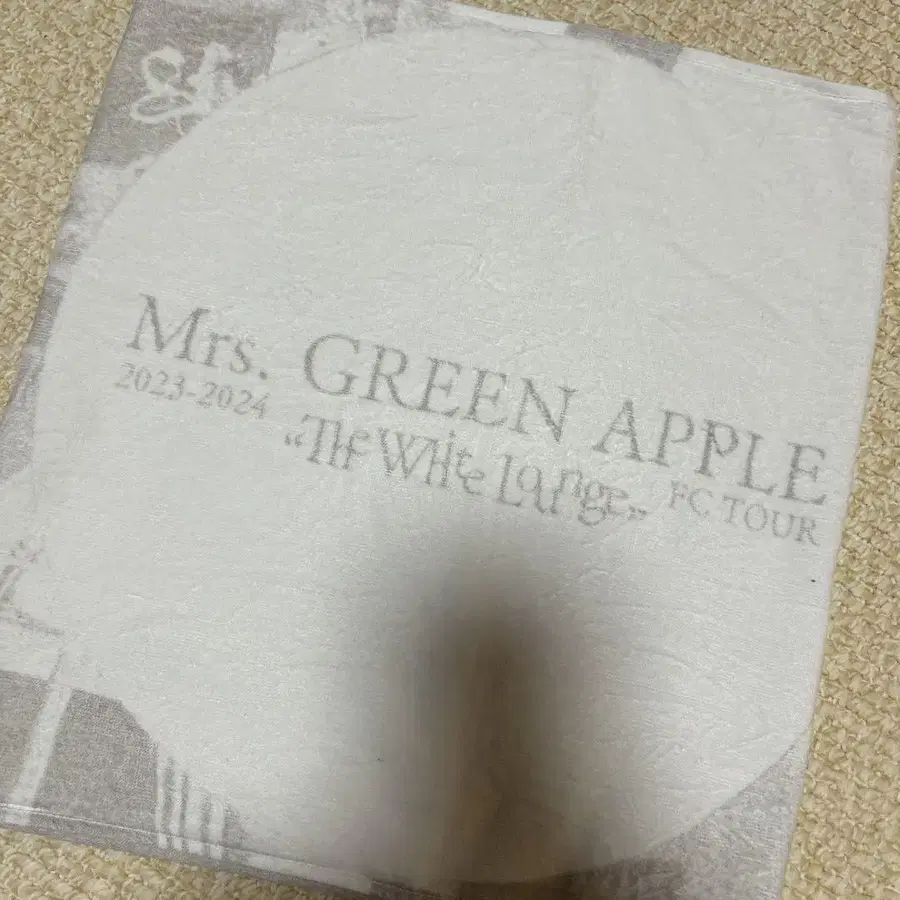 Mrs. GREEN APPLE
2023-2024 "The White Lounge" FC TOUR